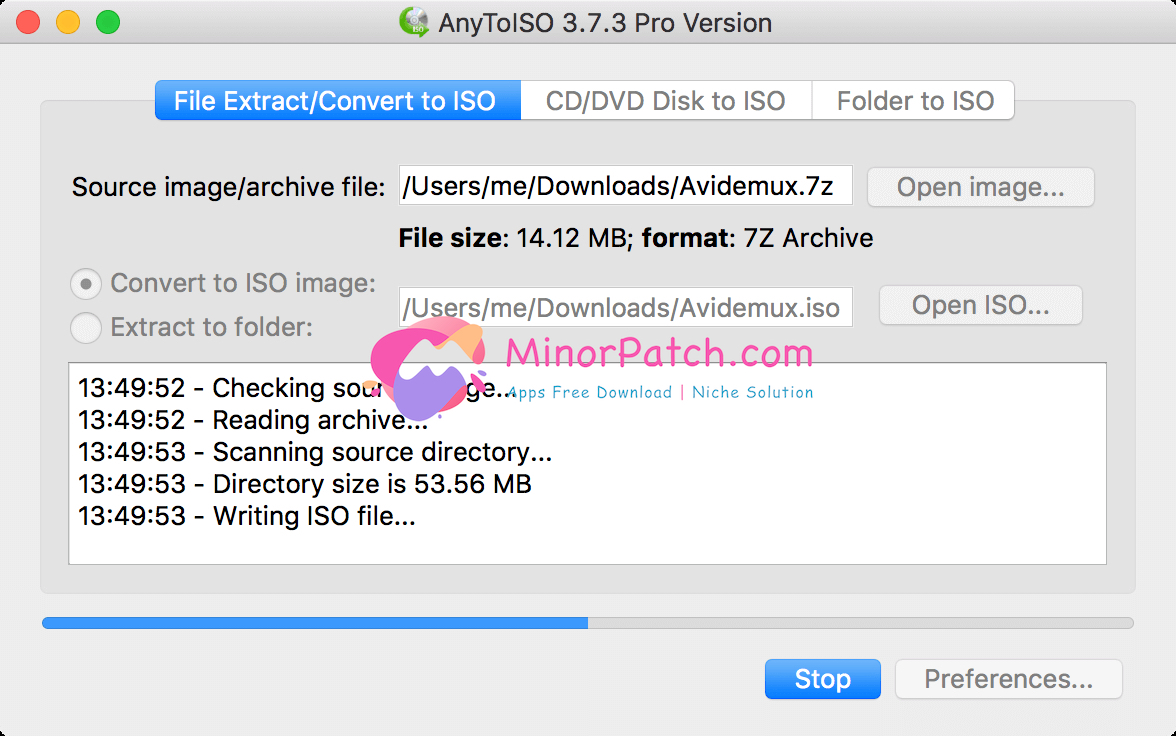 AnyToISO 3.7.3 Pro Version
File Extract/Convert to ISO CD/DVD Disk to ISO Folder to ISO
Source image/archive file: /Users/me/Downloads/Avidemux.7z Open image...
File size: 14.12 MB; format: 7Z Archive
Convert to ISO image: /Users/me/Downloads/Avidemux.iso Open ISO...
Extract to folder:
MinorPatch.com
Apps Free Download | Niche Solution
13:49:52 - Checking
13:49:52 - Reading archive...
13:49:53 - Scanning source directory...
13:49:53 - Directory size is 53.56 MB
13:49:53 - Writing ISO file...
Stop Preferences...